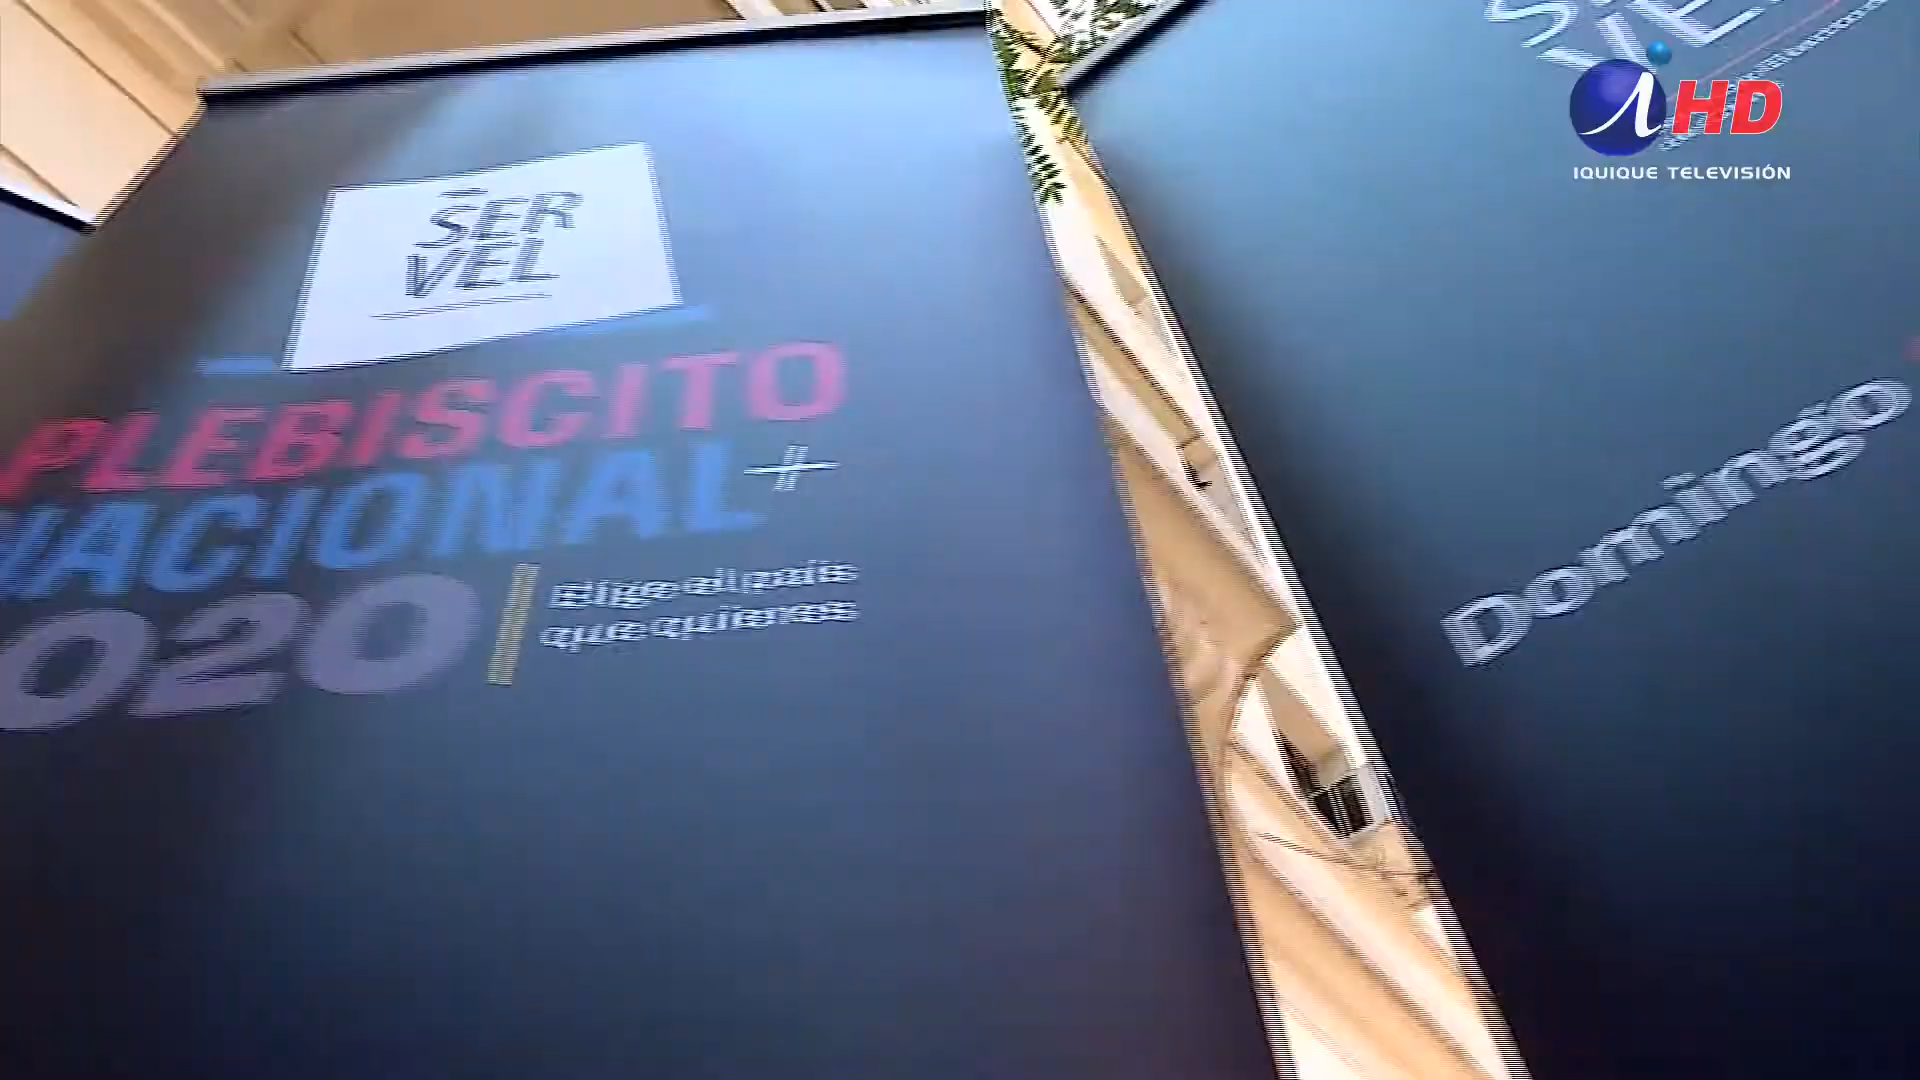 SER
VEL
PLEBISCITO
NACIONAL+
2020
Elige el país
que quieres
Domingo
HD
IQUIQUE TELEVISIÓN